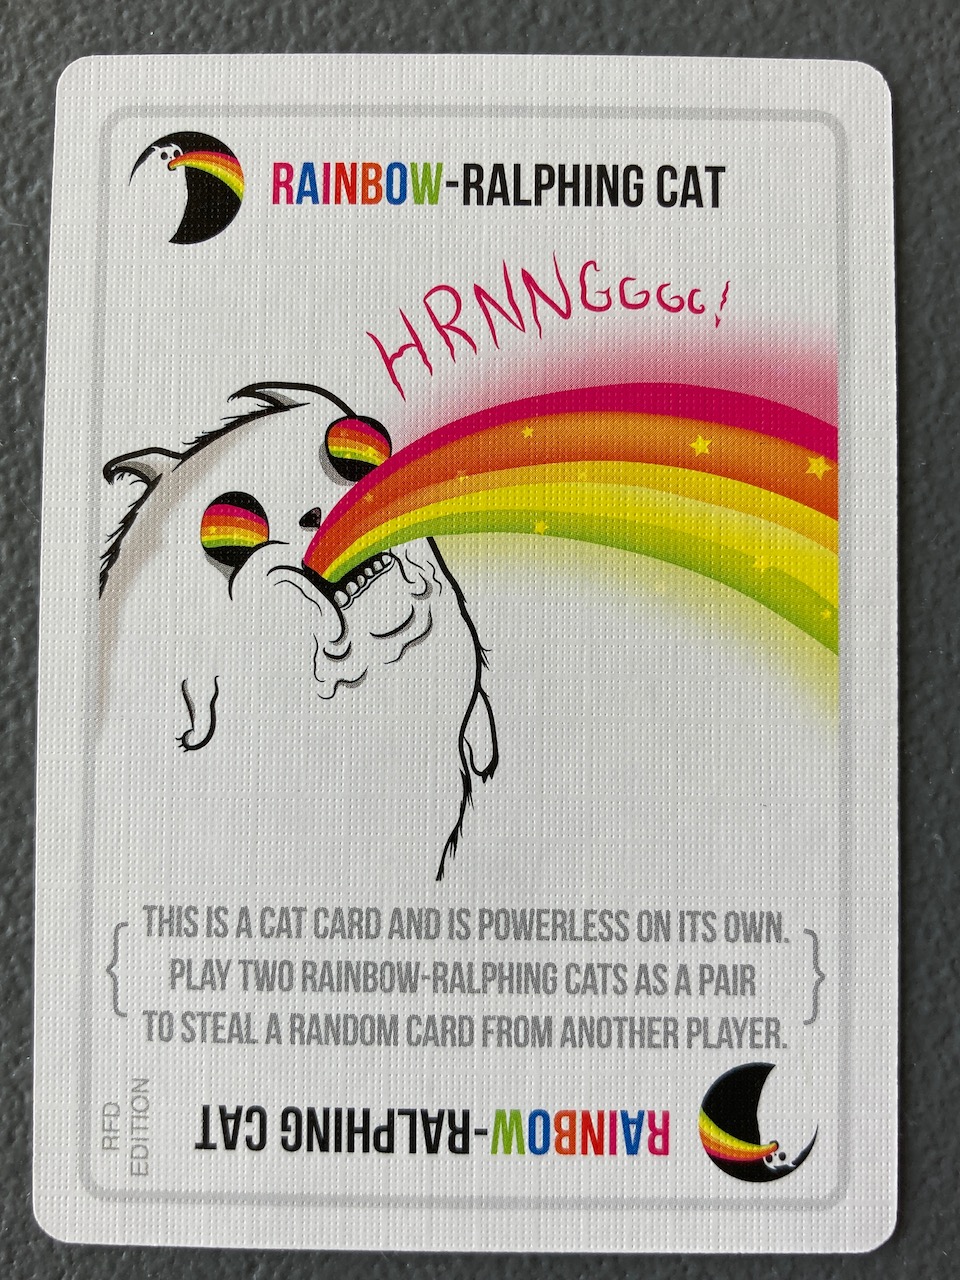 RAINBOW-RALPHING CAT
HRNNGGGGG!
THIS IS A CAT CARD AND IS POWERLESS ON ITS OWN.
PLAY TWO RAINBOW-RALPHING CATS AS A PAIR
TO STEAL A RANDOM CARD FROM ANOTHER PLAYER.
RFD
EDITION
RAINBOW-RALPHING CAT